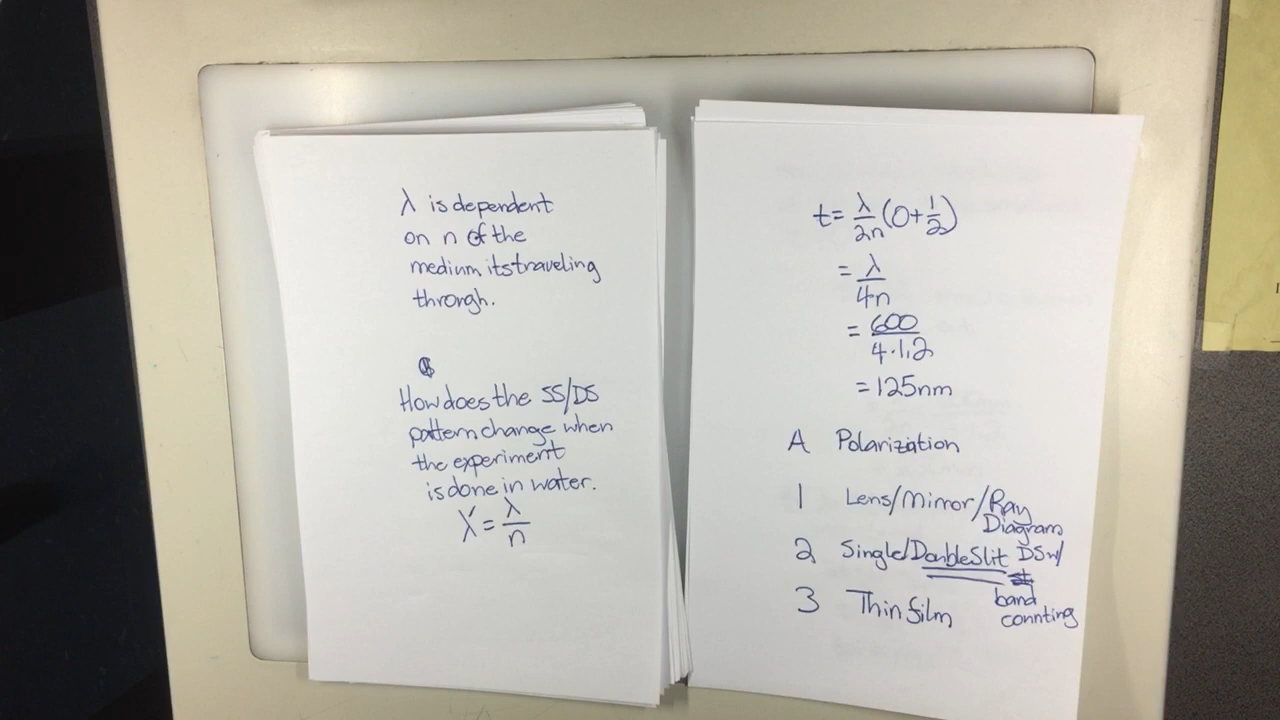 λ is dependent
on n of the
medium its traveling
through.
How does the SS/DS
pattern change when
the experiment
is done in water.
λ' = λ/n
t = λ/2n (0 + 1/2)
= λ/4n
= 600/4·1.2
= 125nm
A Polarization
1 Lens/Mirror/Ray
Diagram
2 Single/Double Slit DS w/
band
counting
3 Thin film